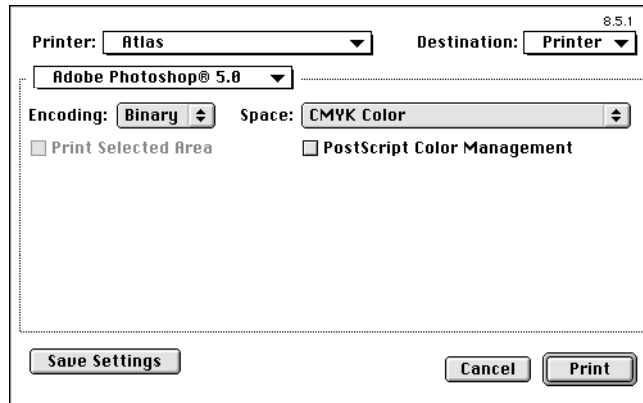 8.5.1
Printer: Atlas Destination: Printer
Adobe Photoshop® 5.0
Encoding: Binary Space: CMYK Color
Print Selected Area PostScript Color Management
Save Settings
Cancel Print